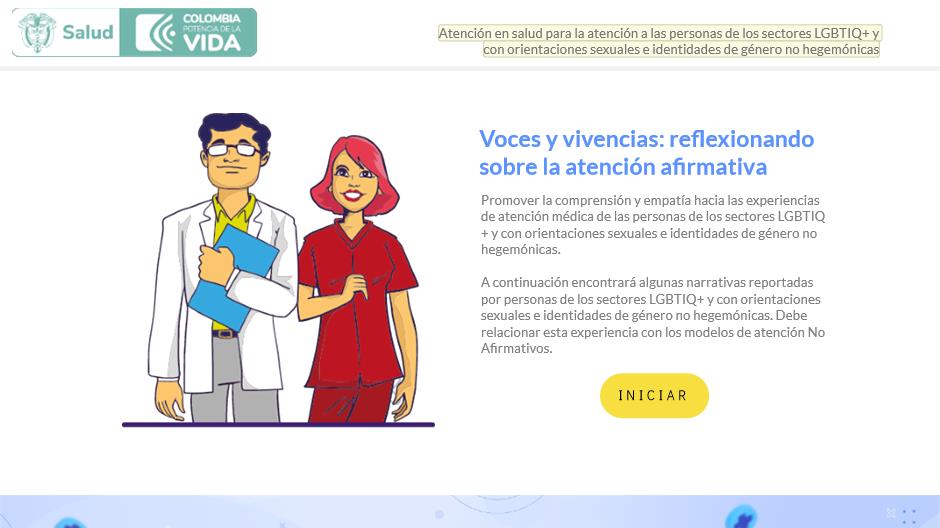 Salud
COLOMBIA
POTENCIA DE LA
VIDA
Atención en salud para la atención a las personas de los sectores LGBTIQ+ y
con orientaciones sexuales e identidades de género no hegemónicas
Voces y vivencias: reflexionando
sobre la atención afirmativa
Promover la comprensión y empatía hacia las experiencias
de atención médica de las personas de los sectores LGBTIQ
+ y con orientaciones sexuales e identidades de género no
hegemónicas.
A continuación encontrará algunas narrativas reportadas
por personas de los sectores LGBTIQ+ y con orientaciones
sexuales e identidades de género no hegemónicas. Debe
relacionar esta experiencia con los modelos de atención No
Afirmativos.
INICIAR